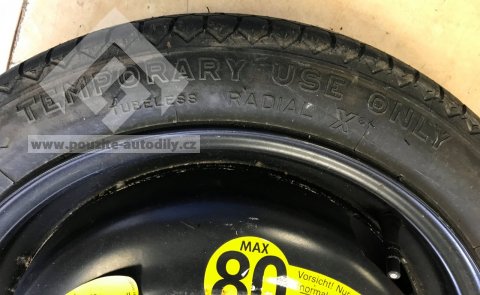 TEMPORARY USE ONLY
TUBELESS RADIAL X
www.pouzite-autodily.cz
MAX
80
Vorsicht! Nur